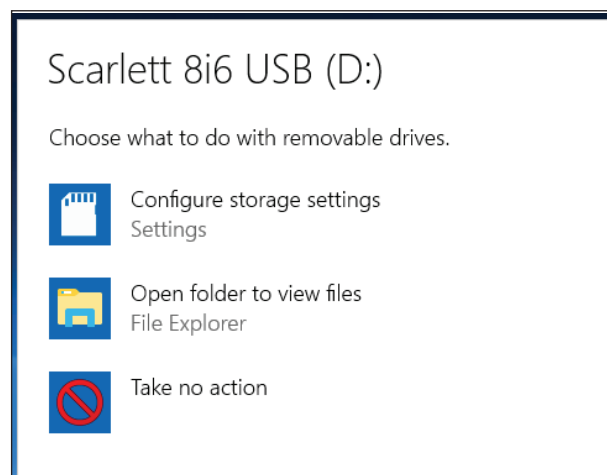 Scarlett 8i6 USB (D:)
Choose what to do with removable drives.
Configure storage settings
Settings
Open folder to view files
File Explorer
Take no action